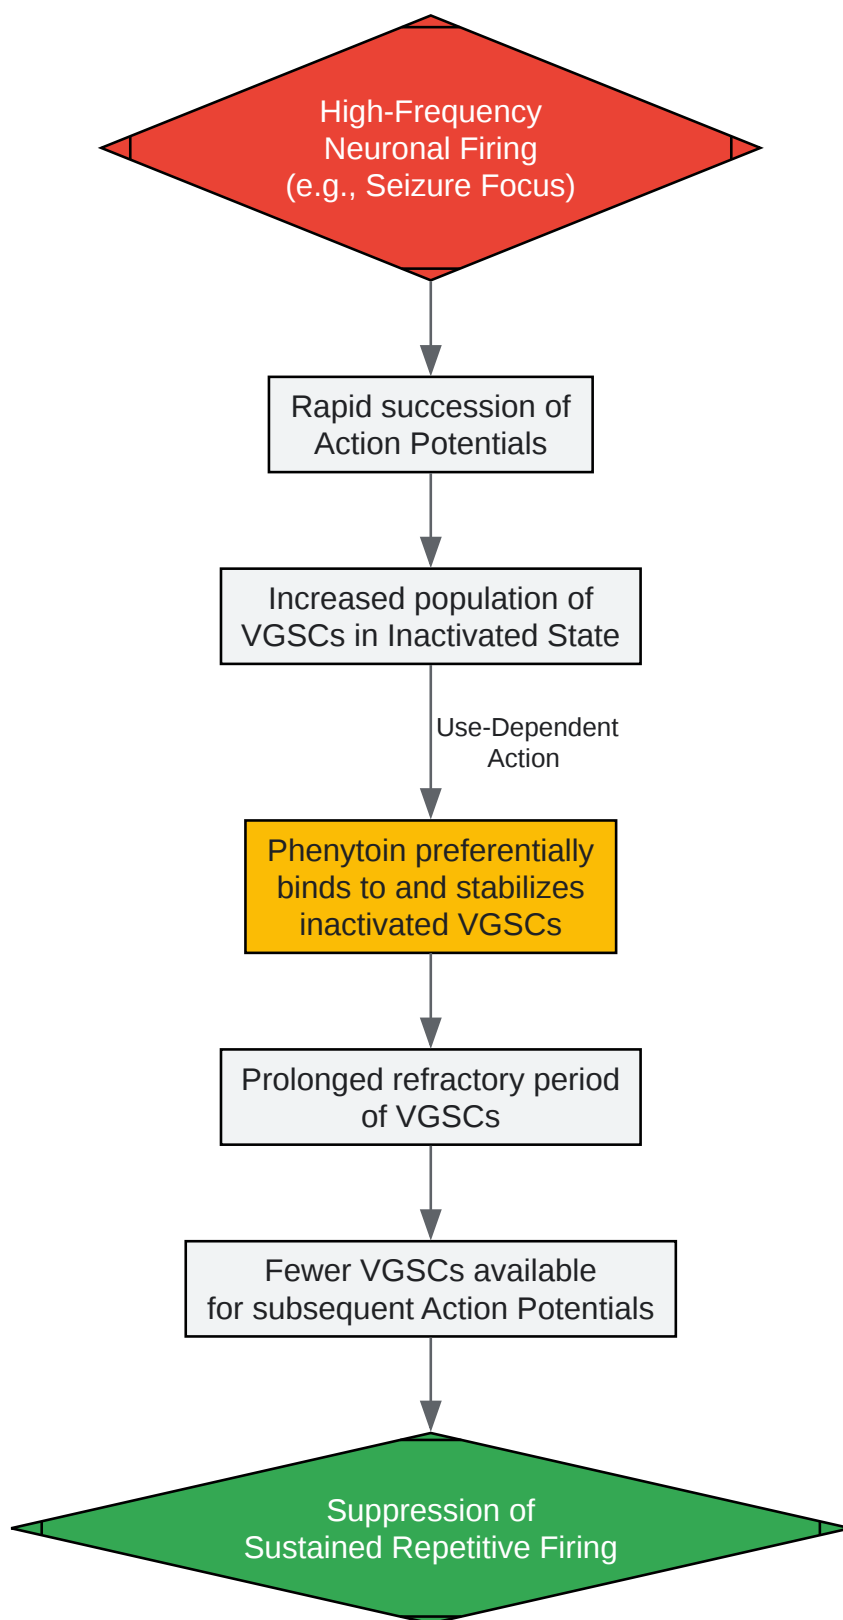 High-Frequency
Neuronal Firing
(e.g., Seizure Focus)
Rapid succession of
Action Potentials
Increased population of
VGSCs in Inactivated State
Use-Dependent
Action
Phenytoin preferentially
binds to and stabilizes
inactivated VGSCs
Prolonged refractory period
of VGSCs
Fewer VGSCs available
for subsequent Action Potentials
Suppression of
Sustained Repetitive Firing